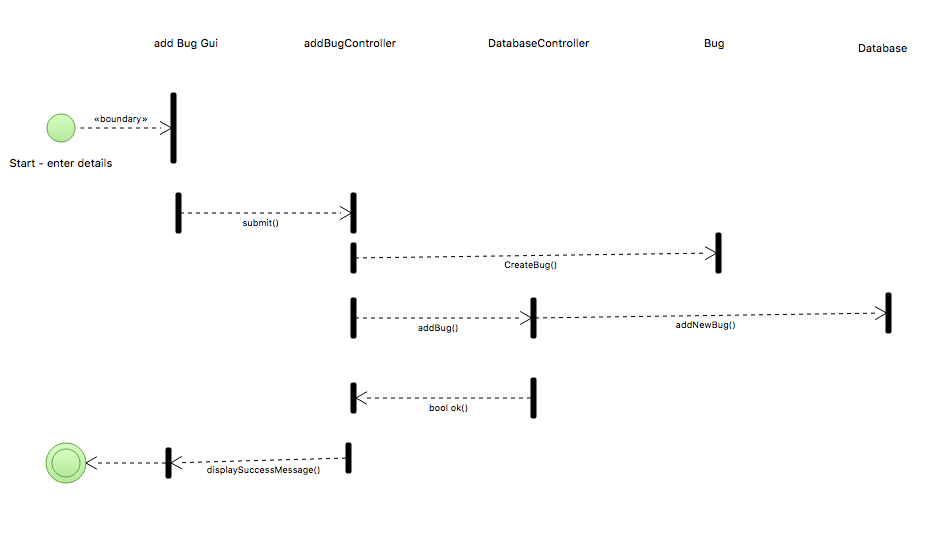 add Bug Gui
addBugController
DatabaseController
Bug
Database
«boundary»
Start - enter details
submit()
CreateBug()
addBug()
addNewBug()
bool ok()
displaySuccessMessage()